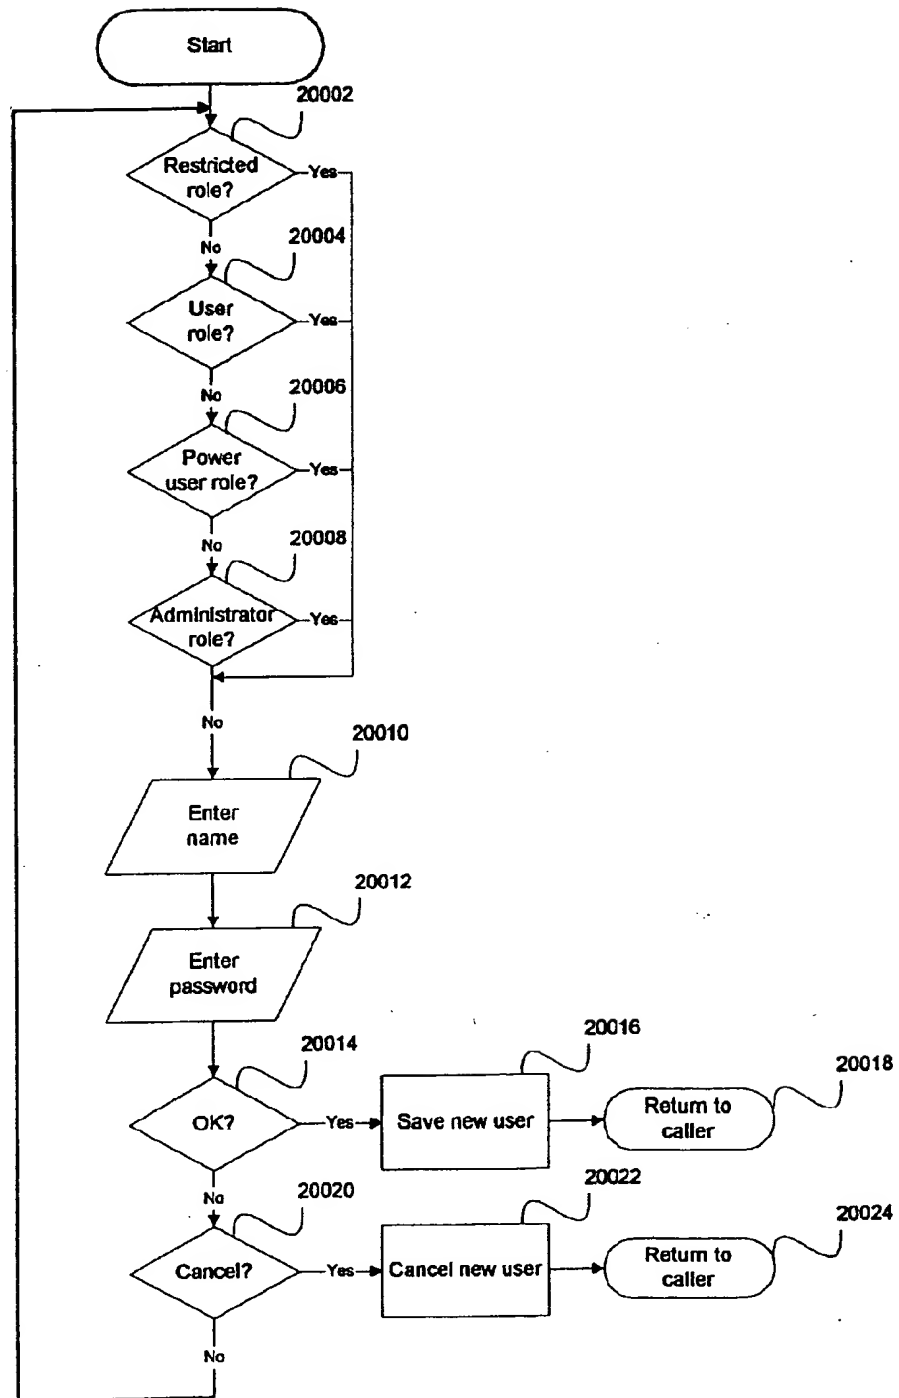 Start
20002
Restricted
role?
Yes
No
20004
User
role?
Yes
No
20006
Power
user role?
Yes
No
20008
Administrator
role?
Yes
No
20010
Enter
name
20012
Enter
password
20014
OK?
Yes
20016
Save new user
20018
Return to
caller
No
20020
Cancel?
Yes
20022
Cancel new user
20024
Return to
caller
No